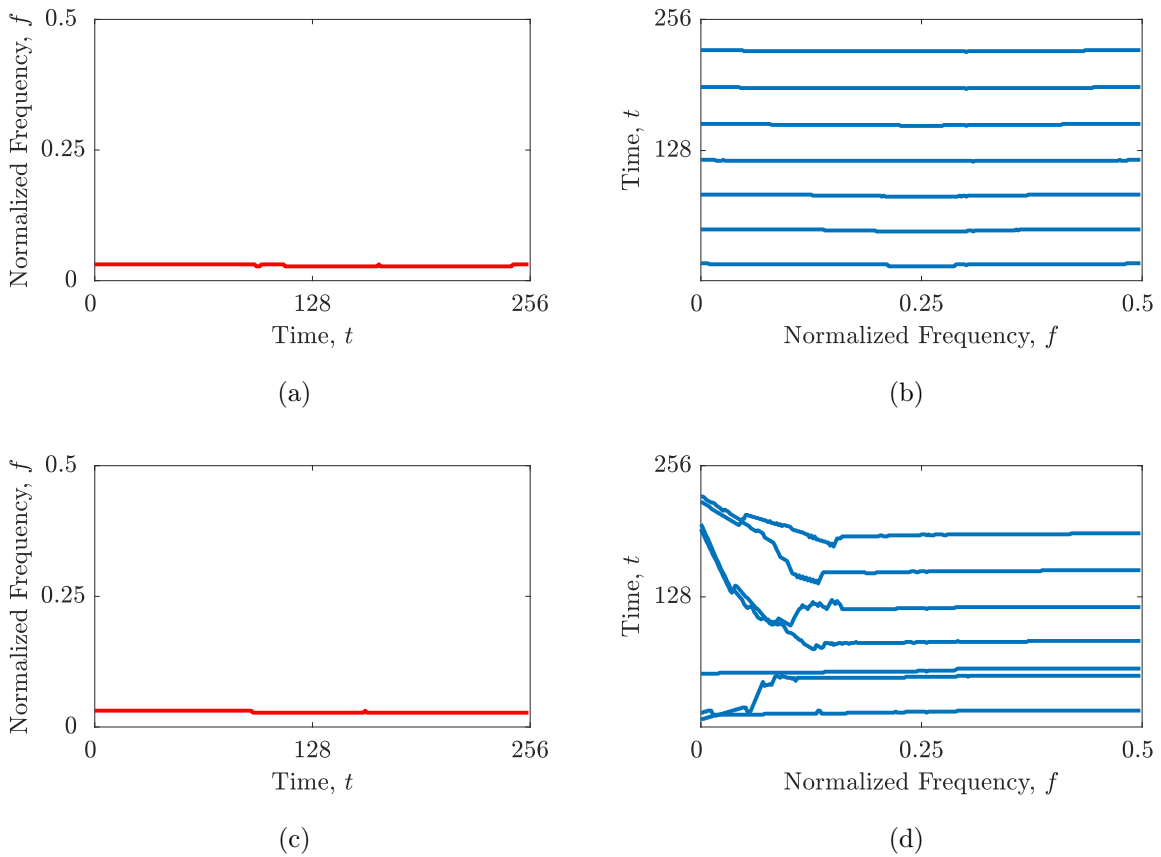 0.5
0.25
0
Normalized Frequency, f
0
128
256
Time, t
(a)
256
128
Time, t
0
0.25
0.5
Normalized Frequency, f
(b)
0.5
0.25
0
Normalized Frequency, f
0
128
256
Time, t
(c)
256
128
Time, t
0
0.25
0.5
Normalized Frequency, f
(d)